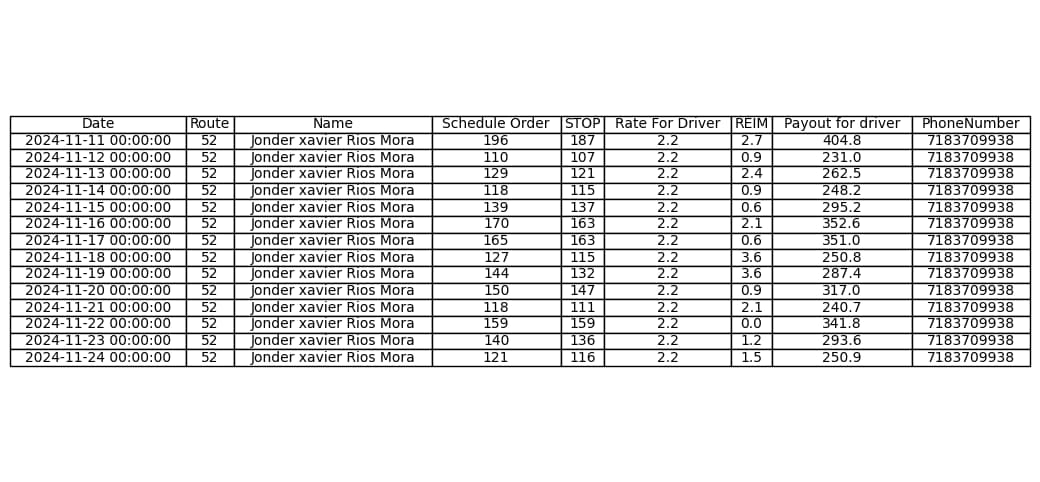 Date Route Name Schedule Order STOP Rate For Driver REIM Payout for driver PhoneNumber
2024-11-11 00:00:00 52 Jonder xavier Rios Mora 196 187 2.2 2.7 404.8 7183709938
2024-11-12 00:00:00 52 Jonder xavier Rios Mora 110 107 2.2 0.9 231.0 7183709938
2024-11-13 00:00:00 52 Jonder xavier Rios Mora 129 121 2.2 2.4 262.5 7183709938
2024-11-14 00:00:00 52 Jonder xavier Rios Mora 118 115 2.2 0.9 248.2 7183709938
2024-11-15 00:00:00 52 Jonder xavier Rios Mora 139 137 2.2 0.6 295.2 7183709938
2024-11-16 00:00:00 52 Jonder xavier Rios Mora 170 163 2.2 2.1 352.6 7183709938
2024-11-17 00:00:00 52 Jonder xavier Rios Mora 165 163 2.2 0.6 351.0 7183709938
2024-11-18 00:00:00 52 Jonder xavier Rios Mora 127 115 2.2 3.6 250.8 7183709938
2024-11-19 00:00:00 52 Jonder xavier Rios Mora 144 132 2.2 3.6 287.4 7183709938
2024-11-20 00:00:00 52 Jonder xavier Rios Mora 150 147 2.2 0.9 317.0 7183709938
2024-11-21 00:00:00 52 Jonder xavier Rios Mora 118 111 2.2 2.1 240.7 7183709938
2024-11-22 00:00:00 52 Jonder xavier Rios Mora 159 159 2.2 0.0 341.8 7183709938
2024-11-23 00:00:00 52 Jonder xavier Rios Mora 140 136 2.2 1.2 293.6 7183709938
2024-11-24 00:00:00 52 Jonder xavier Rios Mora 121 116 2.2 1.5 250.9 7183709938